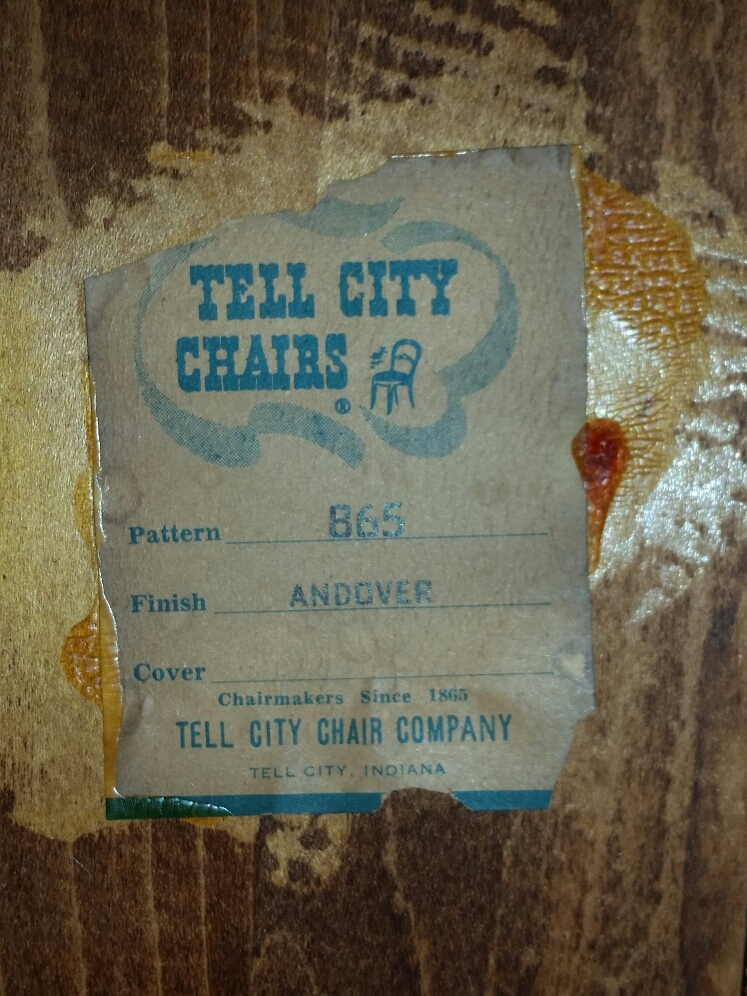 TELL CITY
CHAIRS ®
Pattern 865
Finish ANDOVER
Cover
Chairmakers Since 1865
TELL CITY CHAIR COMPANY
TELL CITY, INDIANA